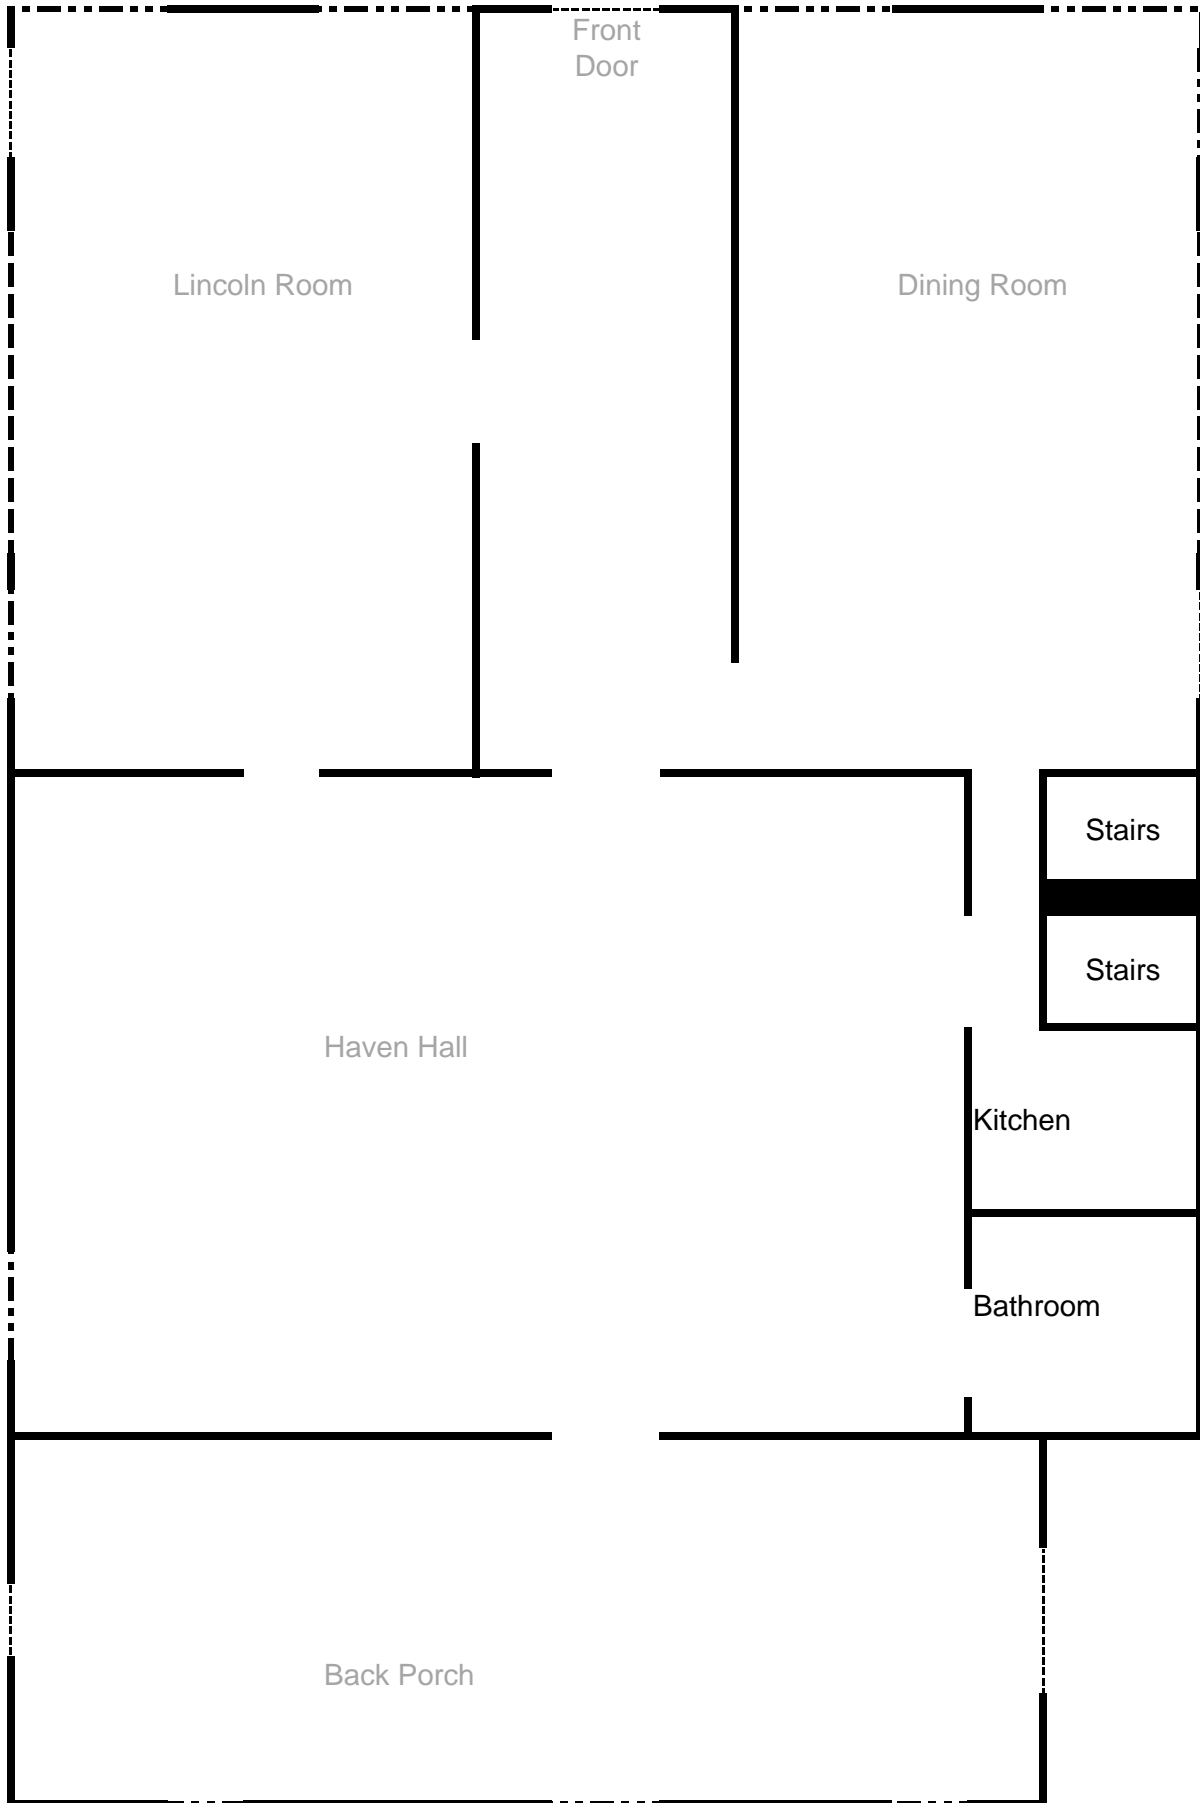 Front
Door
Lincoln Room
Dining Room
Stairs
Stairs
Haven Hall
Kitchen
Bathroom
Back Porch